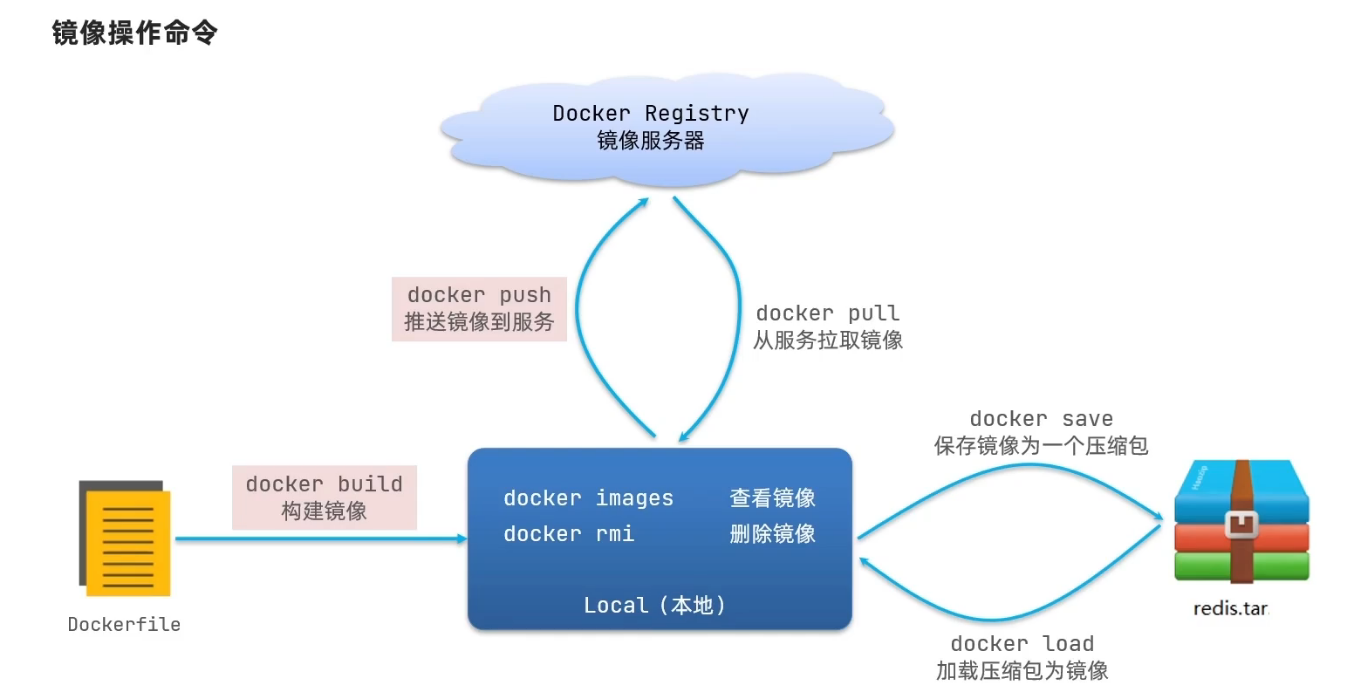 镜像操作命令
Docker Registry
镜像服务器
docker push
推送镜像到服务
docker pull
从服务拉取镜像
docker save
保存镜像为一个压缩包
docker build
构建镜像
docker images 查看镜像
docker rmi 删除镜像
Local（本地）
Dockerfile
HaoZip
redis.tar
docker load
加载压缩包为镜像